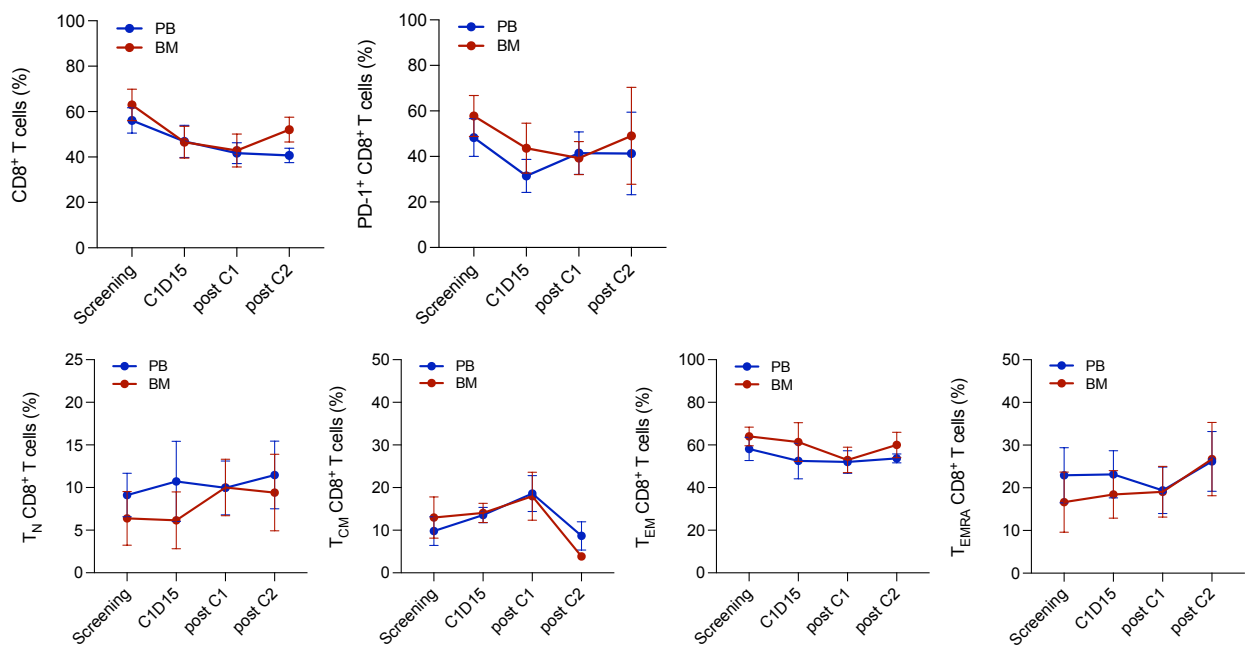 CD8⁺ T cells (%)
100
80
60
40
20
0
PB
BM
Screening
C1D15
post C1
post C2
PD-1⁺ CD8⁺ T cells (%)
100
80
60
40
20
0
PB
BM
Screening
C1D15
post C1
post C2
T_N CD8⁺ T cells (%)
25
20
15
10
5
0
PB
BM
Screening
C1D15
post C1
post C2
T_CM CD8⁺ T cells (%)
50
40
30
20
10
0
PB
BM
Screening
C1D15
post C1
post C2
T_EM CD8⁺ T cells (%)
100
80
60
40
20
0
PB
BM
Screening
C1D15
post C1
post C2
T_EMRA CD8⁺ T cells (%)
50
40
30
20
10
0
PB
BM
Screening
C1D15
post C1
post C2